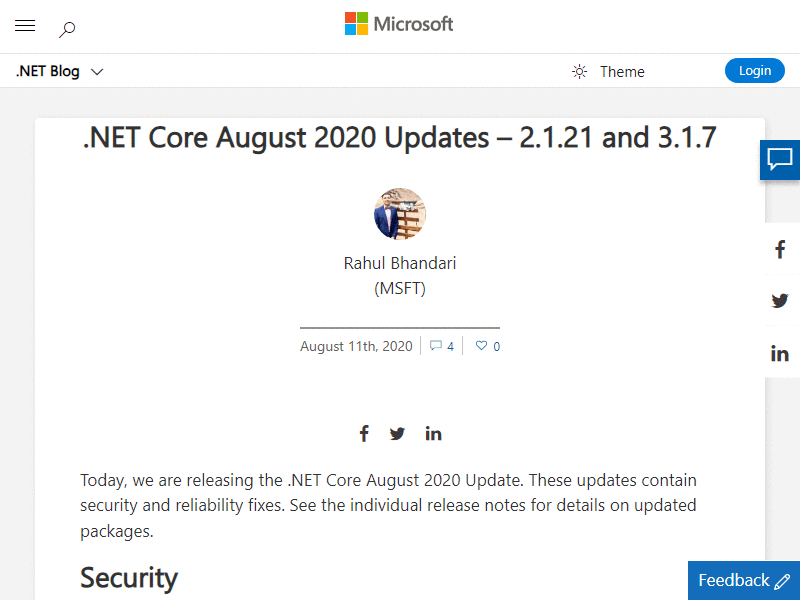 Microsoft
.NET Blog
Theme
Login
.NET Core August 2020 Updates – 2.1.21 and 3.1.7
Rahul Bhandari
(MSFT)
August 11th, 2020
4
0
Today, we are releasing the .NET Core August 2020 Update. These updates contain
security and reliability fixes. See the individual release notes for details on updated
packages.
Security
Feedback